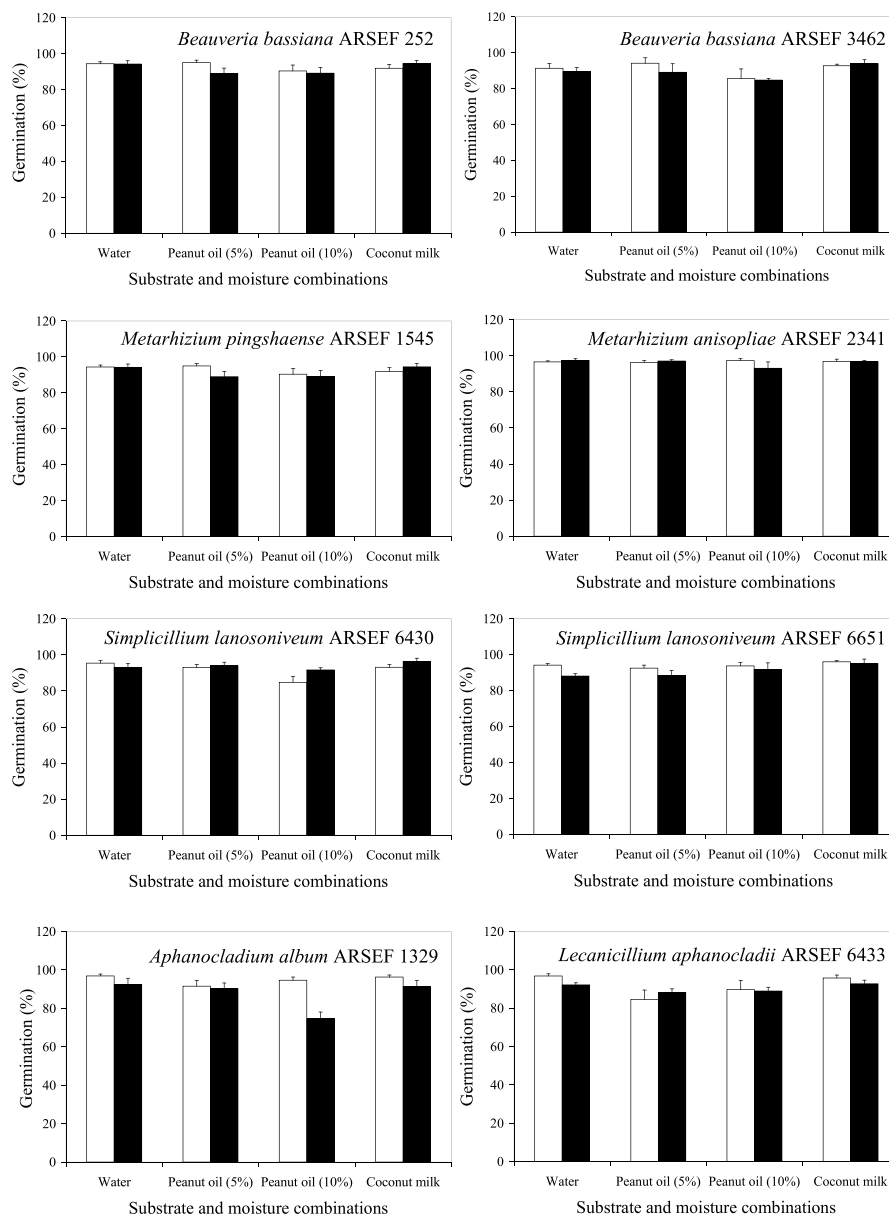 Beauveria bassiana ARSEF 252
Germination (%)
120
100
80
60
40
20
0
Water Peanut oil (5%) Peanut oil (10%) Coconut milk
Substrate and moisture combinations
Beauveria bassiana ARSEF 3462
Germination (%)
120
100
80
60
40
20
0
Water Peanut oil (5%) Peanut oil (10%) Coconut milk
Substrate and moisture combinations
Metarhizium pingshaense ARSEF 1545
Germination (%)
120
100
80
60
40
20
0
Water Peanut oil (5%) Peanut oil (10%) Coconut milk
Substrate and moisture combinations
Metarhizium anisopliae ARSEF 2341
Germination (%)
120
100
80
60
40
20
0
Water Peanut oil (5%) Peanut oil (10%) Coconut milk
Substrate and moisture combinations
Simplicillium lanosoniveum ARSEF 6430
Germination (%)
120
100
80
60
40
20
0
Water Peanut oil (5%) Peanut oil (10%) Coconut milk
Substrate and moisture combinations
Simplicillium lanosoniveum ARSEF 6651
Germination (%)
120
100
80
60
40
20
0
Water Peanut oil (5%) Peanut oil (10%) Coconut milk
Substrate and moisture combinations
Aphanocladium album ARSEF 1329
Germination (%)
120
100
80
60
40
20
0
Water Peanut oil (5%) Peanut oil (10%) Coconut milk
Substrate and moisture combinations
Lecanicillium aphanocladii ARSEF 6433
Germination (%)
120
100
80
60
40
20
0
Water Peanut oil (5%) Peanut oil (10%) Coconut milk
Substrate and moisture combinations